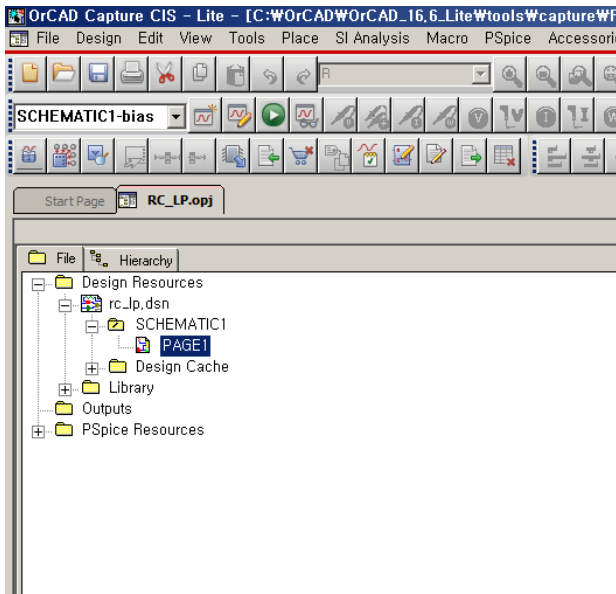 OrCAD Capture CIS - Lite - [C:₩OrCAD₩OrCAD_16,6_Lite₩tools₩capture₩
File Design Edit View Tools Place SI Analysis Macro PSpice Accessori
R
SCHEMATIC1-bias
Start Page RC_LP.opj
File Hierarchy
Design Resources
rc_lp,dsn
SCHEMATIC1
PAGE1
Design Cache
Library
Outputs
PSpice Resources